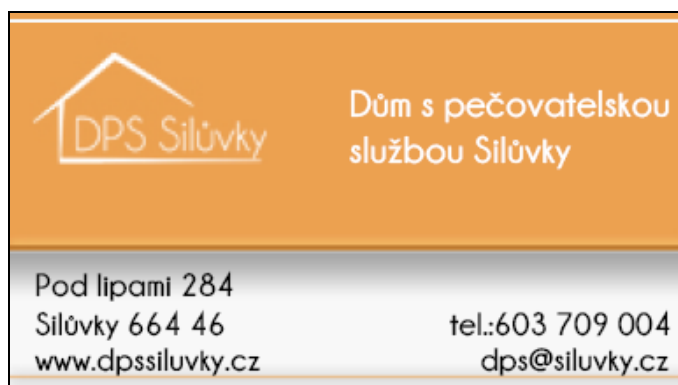 DPS Silůvky
Dům s pečovatelskou
službou Silůvky
Pod lipami 284
Silůvky 664 46
www.dpssiluvky.cz
tel.:603 709 004
dps@siluvky.cz